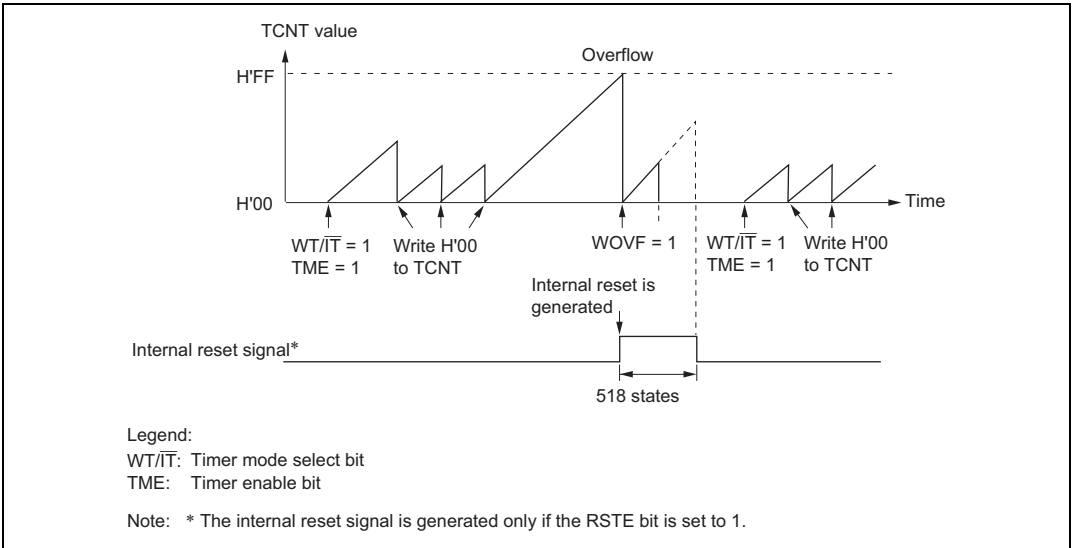 TCNT value
Overflow
H'FF
H'00
Time
WT/IT = 1
TME = 1
Write H'00
to TCNT
WOVF = 1
WT/IT = 1
TME = 1
Write H'00
to TCNT
Internal reset is
generated
Internal reset signal*
518 states
Legend:
WT/IT: Timer mode select bit
TME: Timer enable bit
Note: * The internal reset signal is generated only if the RSTE bit is set to 1.